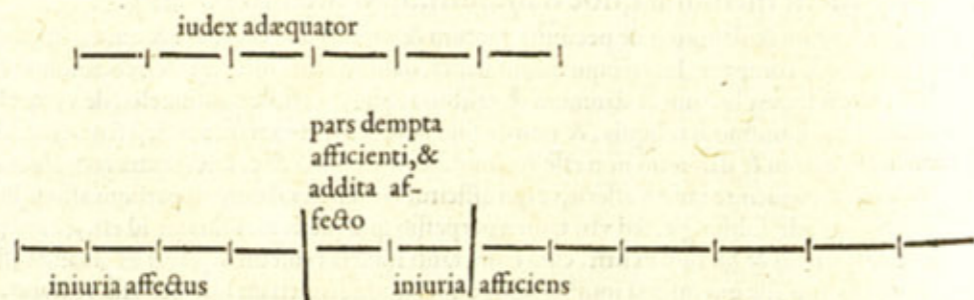 iudex adæquator
pars dempta
afficienti,&
addita af-
fecto
iniuria affectus
iniuria afficiens